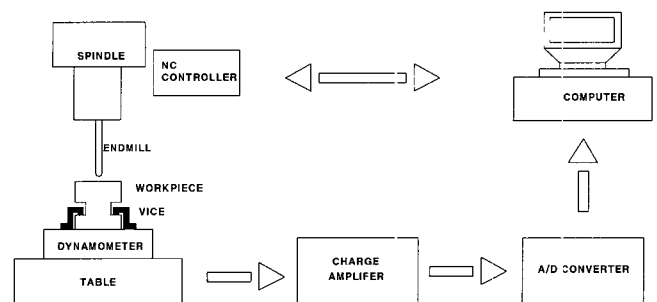 SPINDLE
NC
CONTROLLER
COMPUTER
ENDMILL
WORKPIECE
VICE
DYNAMOMETER
TABLE
CHARGE
AMPLIFER
A/D CONVERTER